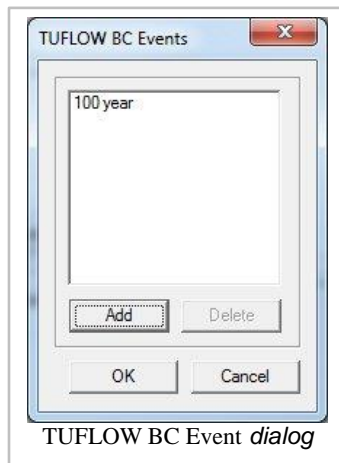 TUFLOW BC Events
100 year
Add
Delete
OK
Cancel
TUFLOW BC Event dialog